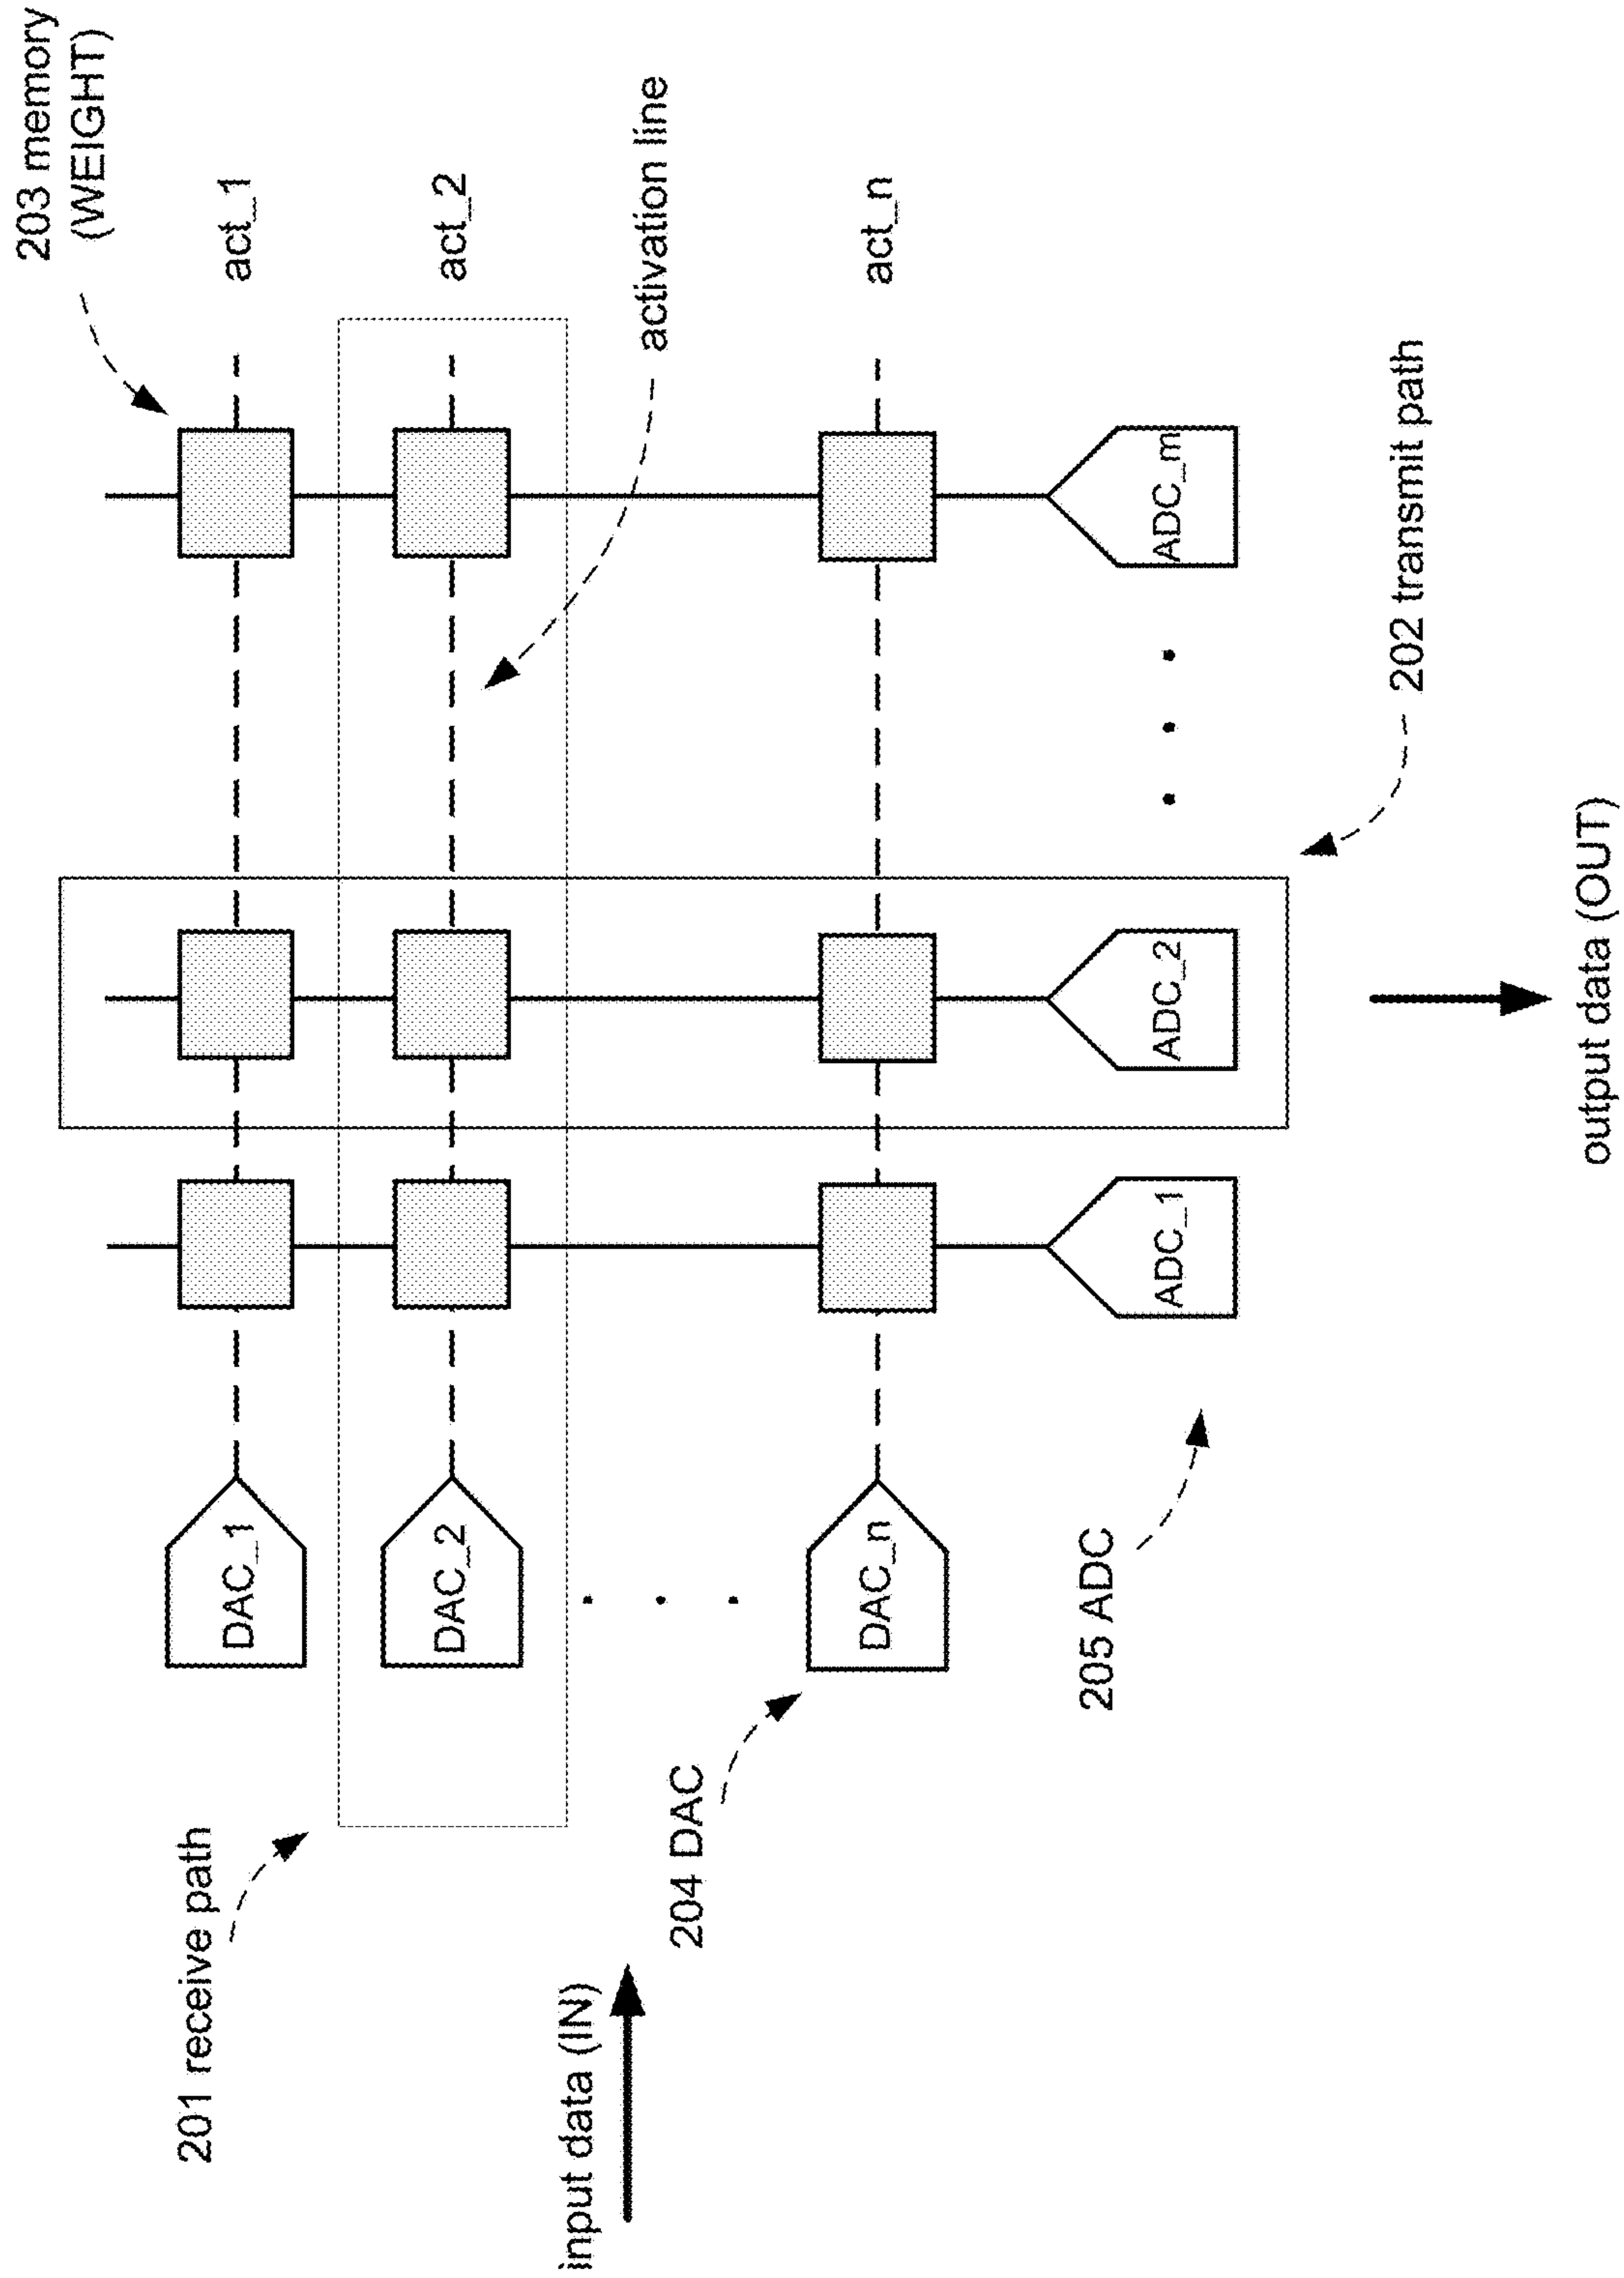 203 memory
(WEIGHT)
201 receive path
DAC_1
act_1
DAC_2
act_2
activation line
input data (IN)
204 DAC
DAC_n
act_n
205 ADC
ADC_1
ADC_2
ADC_m
202 transmit path
output data (OUT)